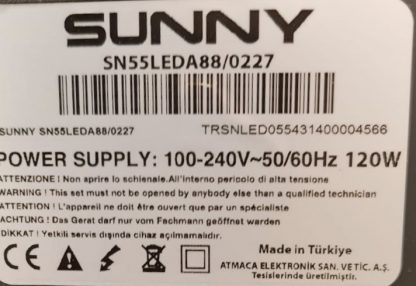 SUNNY
SN55LEDA88/0227
SUNNY SN55LEDA88/0227 TRSNLED055431400004566
POWER SUPPLY: 100-240V~50/60Hz 120W
ATTENZIONE ! Non aprire lo schienale.All'interno pericolo di alta tensione
WARNING ! This set must not be opened by anybody else than a qualified technician
ATTENTION ! L'appareil ne doit être ouvert que par un spécialiste
ACHTUNG ! Das Gerat darf nur vom Fachmann geöffnet warden
DİKKAT ! Yetkili servis dışında cihaz açılmamalıdır.
CE Made in Türkiye
ATMACA ELEKTRONİK SAN. VE TİC. A.Ş.
Tesislerinde üretilmiştir.